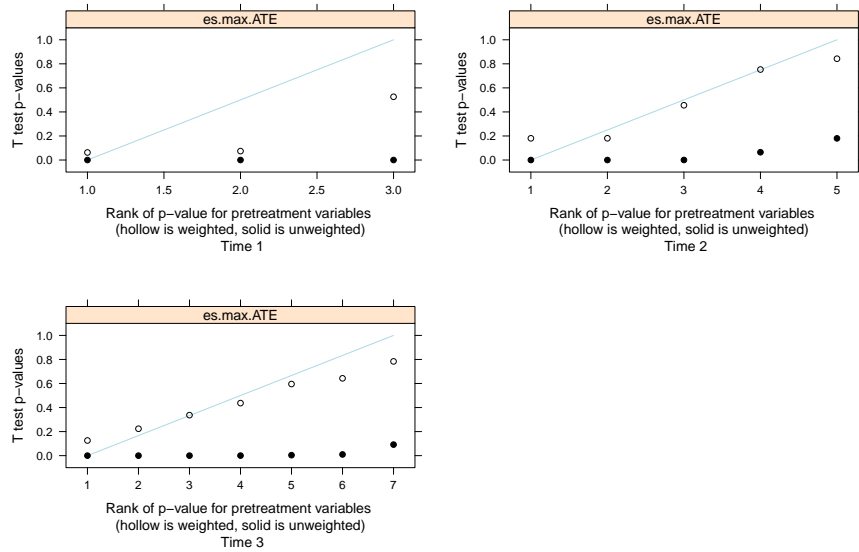 es.max.ATE
T test p−values
1.0
0.8
0.6
0.4
0.2
0.0
1.0 1.5 2.0 2.5 3.0
Rank of p−value for pretreatment variables
(hollow is weighted, solid is unweighted)
Time 1
es.max.ATE
T test p−values
1.0
0.8
0.6
0.4
0.2
0.0
1 2 3 4 5
Rank of p−value for pretreatment variables
(hollow is weighted, solid is unweighted)
Time 2
es.max.ATE
T test p−values
1.0
0.8
0.6
0.4
0.2
0.0
1 2 3 4 5 6 7
Rank of p−value for pretreatment variables
(hollow is weighted, solid is unweighted)
Time 3